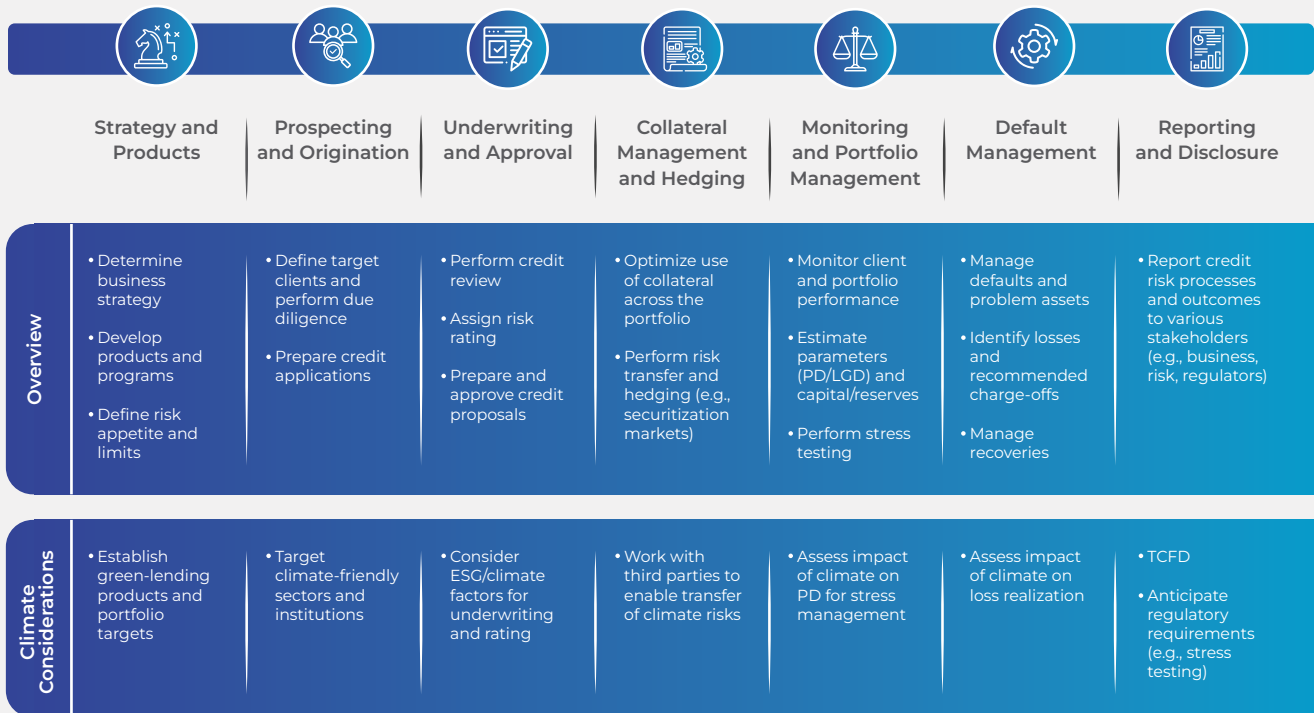 Strategy and
Products
Prospecting
and Origination
Underwriting
and Approval
Collateral
Management
and Hedging
Monitoring
and Portfolio
Management
Default
Management
Reporting
and Disclosure
Overview
• Determine
business
strategy
• Develop
products and
programs
• Define risk
appetite and
limits
• Define target
clients and
perform due
diligence
• Prepare credit
applications
• Perform credit
review
• Assign risk
rating
• Prepare and
approve credit
proposals
• Optimize use
of collateral
across the
portfolio
• Perform risk
transfer and
hedging (e.g.,
securitization
markets)
• Monitor client
and portfolio
performance
• Estimate
parameters
(PD/LGD) and
capital/reserves
• Perform stress
testing
• Manage
defaults and
problem assets
• Identify losses
and
recommended
charge-offs
• Manage
recoveries
• Report credit
risk processes
and outcomes
to various
stakeholders
(e.g., business,
risk, regulators)
Climate
Considerations
• Establish
green-lending
products and
portfolio
targets
• Target
climate-friendly
sectors and
institutions
• Consider
ESG/climate
factors for
underwriting
and rating
• Work with
third parties to
enable transfer
of climate risks
• Assess impact
of climate on
PD for stress
management
• Assess impact
of climate on
loss realization
• TCFD
• Anticipate
regulatory
requirements
(e.g., stress
testing)